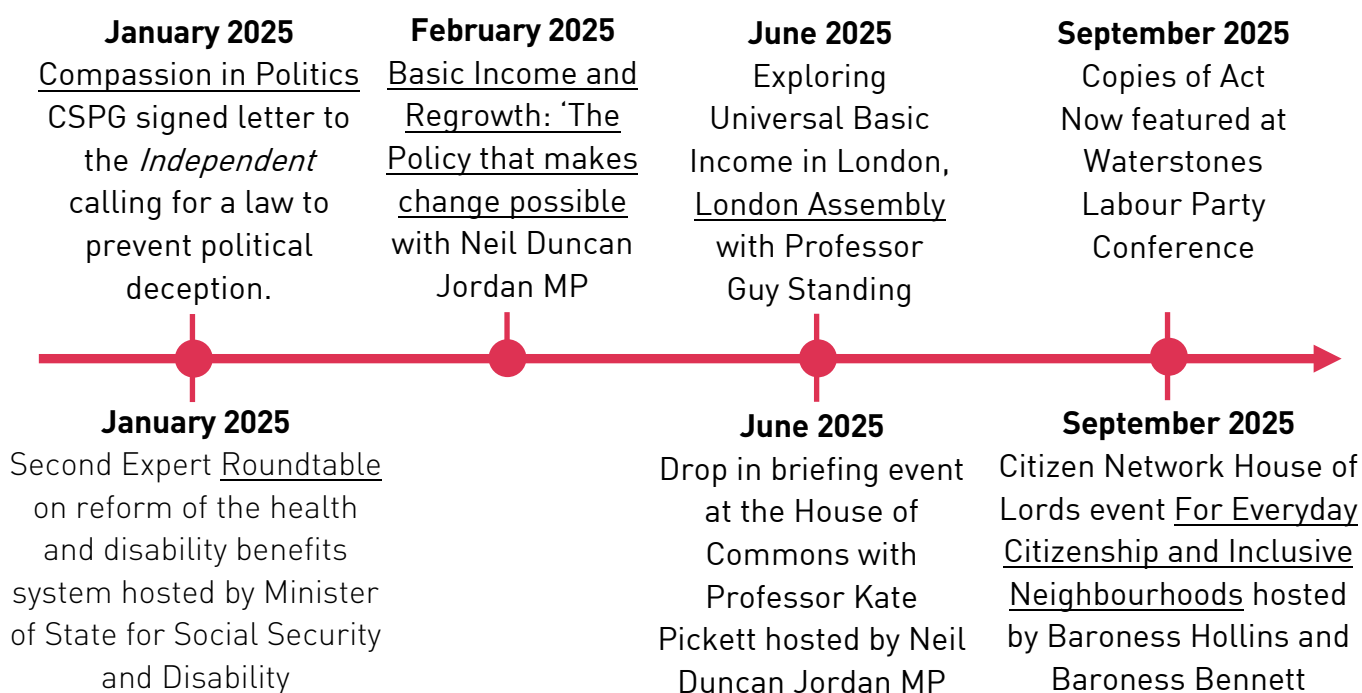 January 2025
Compassion in Politics
CSPG signed letter to
the Independent
calling for a law to
prevent political
deception.
February 2025
Basic Income and
Regrowth: ‘The
Policy that makes
change possible
with Neil Duncan
Jordan MP
June 2025
Exploring
Universal Basic
Income in London,
London Assembly
with Professor
Guy Standing
September 2025
Copies of Act
Now featured at
Waterstones
Labour Party
Conference
January 2025
Second Expert Roundtable
on reform of the health
and disability benefits
system hosted by Minister
of State for Social Security
and Disability
June 2025
Drop in briefing event
at the House of
Commons with
Professor Kate
Pickett hosted by Neil
Duncan Jordan MP
September 2025
Citizen Network House of
Lords event For Everyday
Citizenship and Inclusive
Neighbourhoods hosted
by Baroness Hollins and
Baroness Bennett